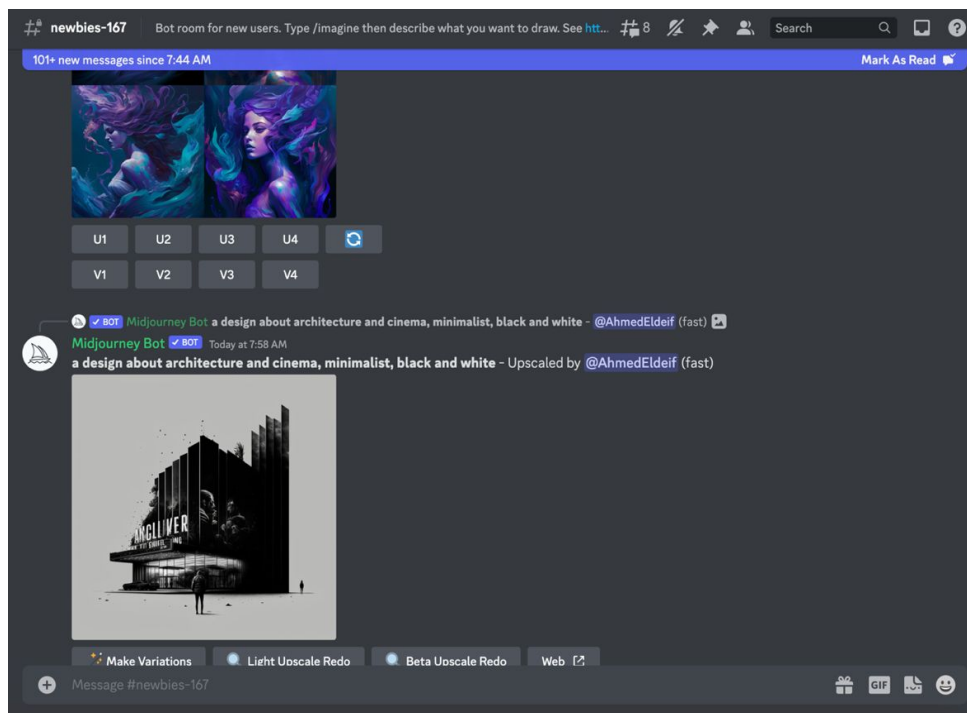 newbies-167 Bot room for new users. Type /imagine then describe what you want to draw. See htt... 8 Search
101+ new messages since 7:44 AM Mark As Read
U1 U2 U3 U4
V1 V2 V3 V4
BOT Midjourney Bot a design about architecture and cinema, minimalist, black and white - @AhmedEldeif (fast)
Midjourney Bot BOT Today at 7:58 AM
a design about architecture and cinema, minimalist, black and white - Upscaled by @AhmedEldeif (fast)
Make Variations Light Upscale Redo Beta Upscale Redo Web
Message #newbies-167 GIF